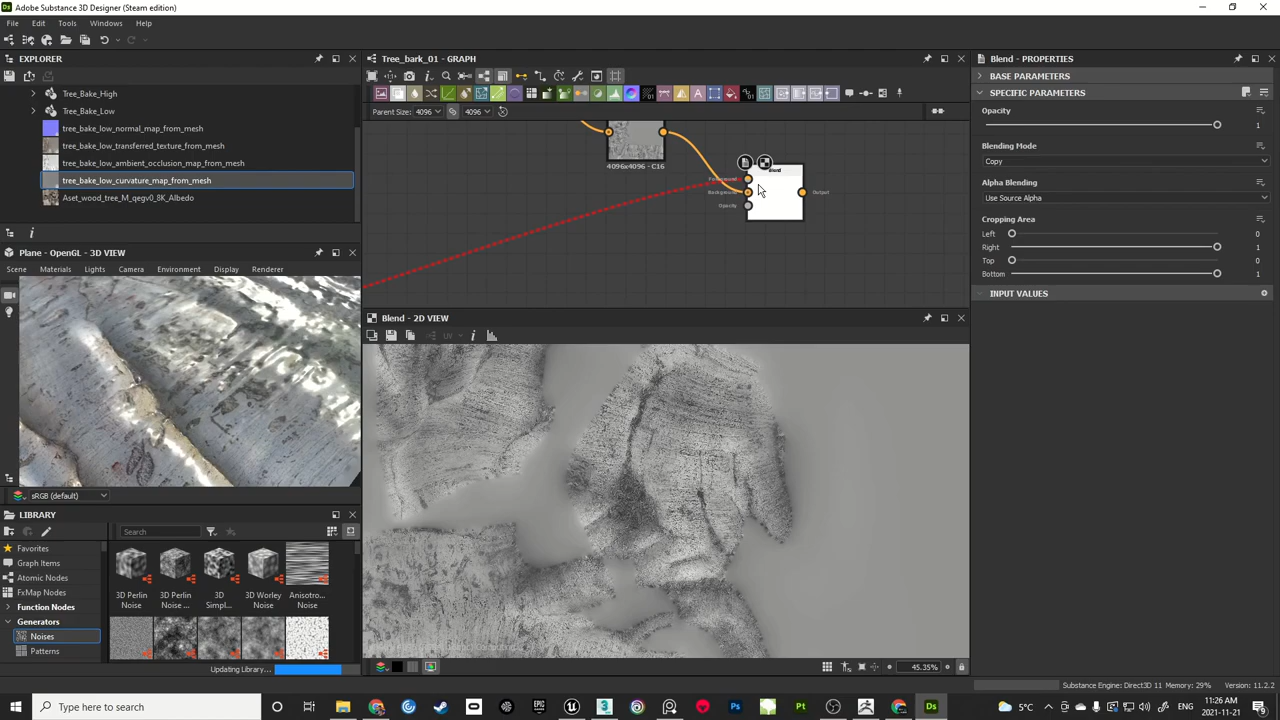 Adobe Substance 3D Designer (Steam edition)
File Edit Tools Windows Help
EXPLORER
Tree_Bake_High
Tree_Bake_Low
tree_bake_low_normal_map_from_mesh
tree_bake_low_transferred_texture_from_mesh
tree_bake_low_ambient_occlusion_map_from_mesh
tree_bake_low_curvature_map_from_mesh
Aset_wood_tree_M_qegv0_8K_Albedo
Plane - OpenGL - 3D VIEW
Scene Materials Lights Camera Environment Display Renderer
sRGB (default)
LIBRARY
Search
Favorites
Graph Items
Atomic Nodes
FxMap Nodes
Function Nodes
Generators
Noises
Patterns
3D Perlin Noise
3D Perlin Noise ...
3D Simpl... Noise
3D Worley Noise
Anisotro... Noise
Updating Library...
Tree_bark_01 - GRAPH
Parent Size: 4096 4096
4096x4096 - C16
Blend
Background
Opacity
Output
Blend - 2D VIEW
UV
45.35%
Blend - PROPERTIES
BASE PARAMETERS
SPECIFIC PARAMETERS
Opacity
1
Blending Mode
Copy
Alpha Blending
Use Source Alpha
Cropping Area
Left 0
Right 1
Top 0
Bottom 1
INPUT VALUES
Substance Engine: Direct3D 11 Memory: 29% Version: 11.2.2
Type here to search
5°C
11:26 AM
2021-11-21